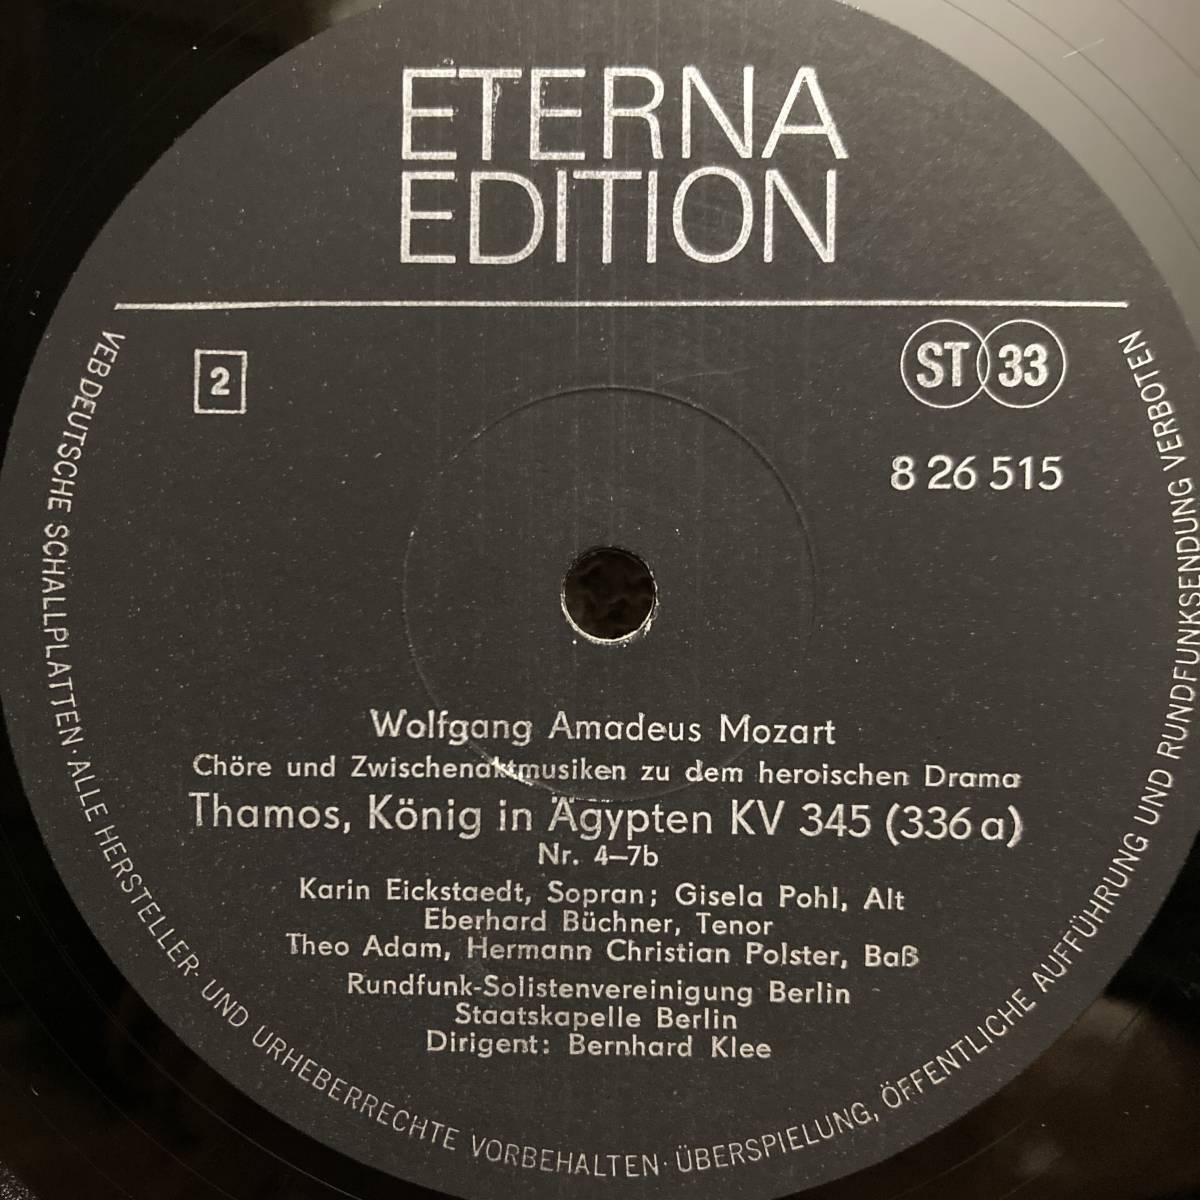 ETERNA
EDITION
2
ST 33
8 26 515
Wolfgang Amadeus Mozart
Chöre und Zwischenaktmusiken zu dem heroischen Drama
Thamos, König in Ägypten KV 345 (336 a)
Nr. 4–7b
Karin Eickstaedt, Sopran; Gisela Pohl, Alt
Eberhard Büchner, Tenor
Theo Adam, Hermann Christian Polster, Baß
Rundfunk-Solistenvereinigung Berlin
Staatskapelle Berlin
Dirigent: Bernhard Klee
VEB DEUTSCHE SCHALLPLATTEN · ALLE HERSTELLER- UND URHEBERRECHTE VORBEHALTEN · ÜBERSPIELUNG, ÖFFENTLICHE AUFFÜHRUNG UND RUNDFUNKSENDUNG VERBOTEN